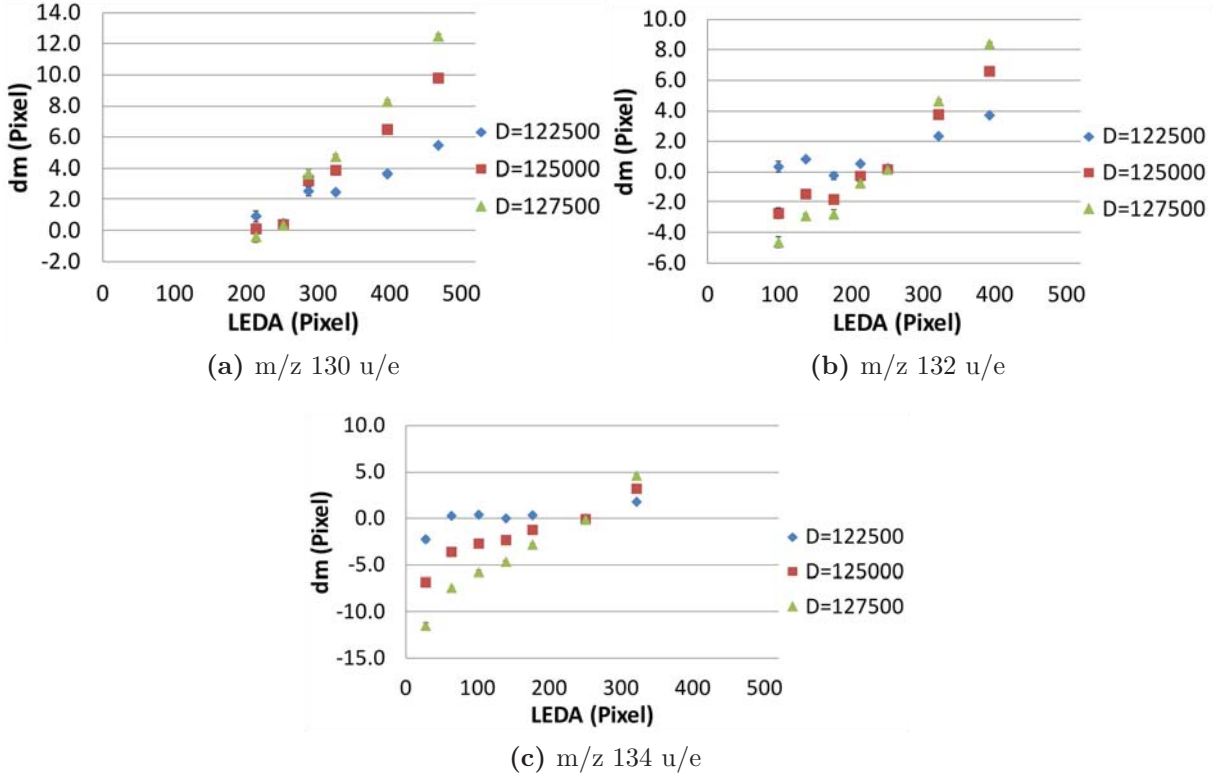 14.0
12.0
10.0
8.0
6.0
4.0
2.0
0.0
-2.0
dm (Pixel)
0 100 200 300 400 500
LEDA (Pixel)
D=122500
D=125000
D=127500
(a) m/z 130 u/e
10.0
8.0
6.0
4.0
2.0
0.0
-2.0
-4.0
-6.0
dm (Pixel)
0 100 200 300 400 500
LEDA (Pixel)
D=122500
D=125000
D=127500
(b) m/z 132 u/e
10.0
5.0
0.0
-5.0
-10.0
-15.0
dm (Pixel)
0 100 200 300 400 500
LEDA (Pixel)
D=122500
D=125000
D=127500
(c) m/z 134 u/e